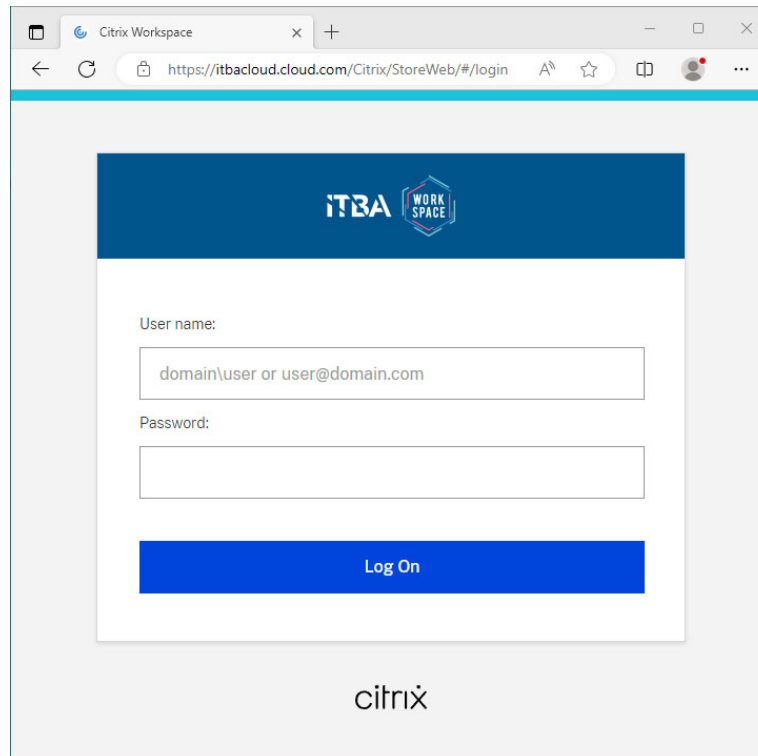 Citrix Workspace
https://itbacloud.cloud.com/Citrix/StoreWeb/#/login
iTBA WORK SPACE
User name:
domain\user or user@domain.com
Password:
Log On
citrix